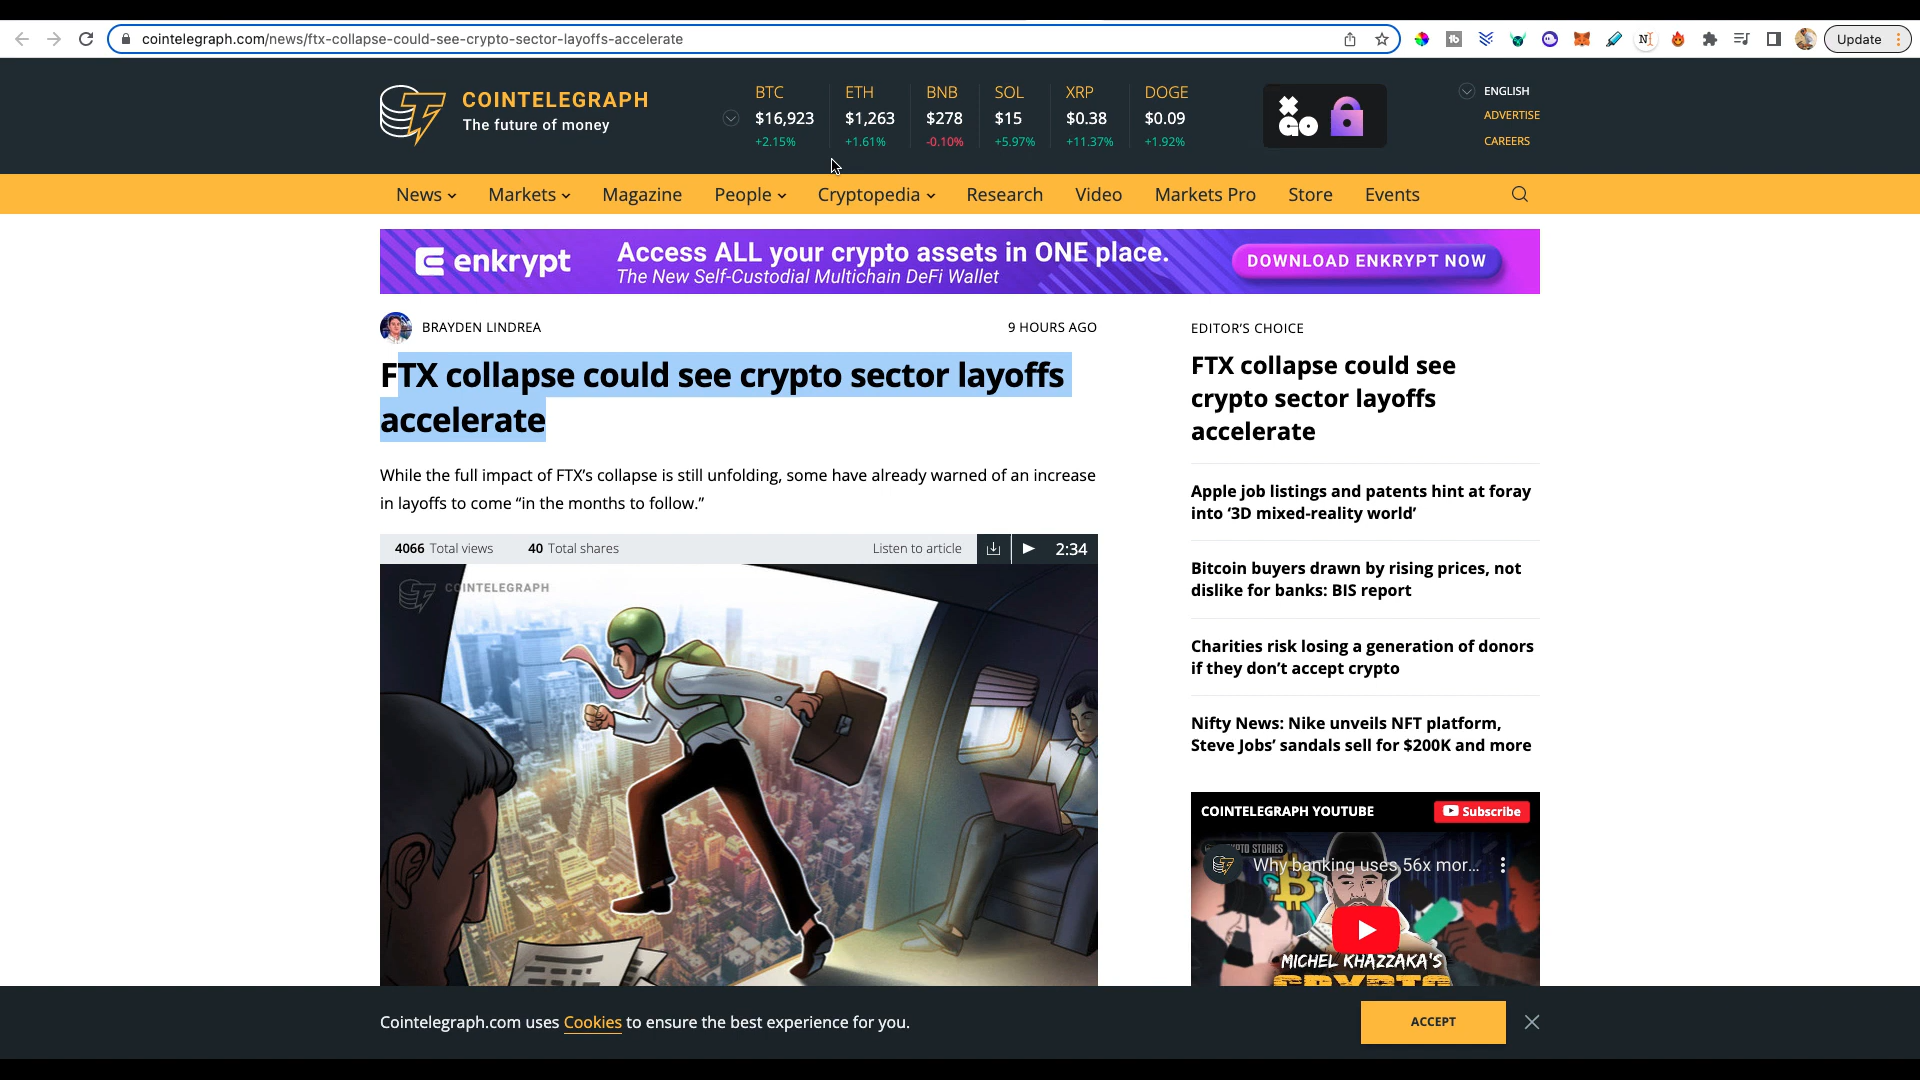 cointelegraph.com/news/ftx-collapse-could-see-crypto-sector-layoffs-accelerate
Update
COINTELEGRAPH
The future of money
BTC ETH BNB SOL XRP DOGE
$16,923 $1,263 $278 $15 $0.38 $0.09
+2.15% +1.61% -0.10% +5.97% +11.37% +1.92%
GO
ENGLISH
ADVERTISE
CAREERS
News Markets Magazine People Cryptopedia Research Video Markets Pro Store Events
enkrypt
Access ALL your crypto assets in ONE place.
The New Self-Custodial Multichain DeFi Wallet
DOWNLOAD ENKRYPT NOW
BRAYDEN LINDREA
9 HOURS AGO
FTX collapse could see crypto sector layoffs
accelerate
While the full impact of FTX’s collapse is still unfolding, some have already warned of an increase
in layoffs to come “in the months to follow.”
4066 Total views 40 Total shares Listen to article 2:34
COINTELEGRAPH
EDITOR’S CHOICE
FTX collapse could see
crypto sector layoffs
accelerate
Apple job listings and patents hint at foray
into ‘3D mixed-reality world’
Bitcoin buyers drawn by rising prices, not
dislike for banks: BIS report
Charities risk losing a generation of donors
if they don’t accept crypto
Nifty News: Nike unveils NFT platform,
Steve Jobs’ sandals sell for $200K and more
COINTELEGRAPH YOUTUBE
Subscribe
Why banking uses 56x mor...
MICHEL KHAZZAKA'S
CRYPTO
Cointelegraph.com uses Cookies to ensure the best experience for you.
ACCEPT